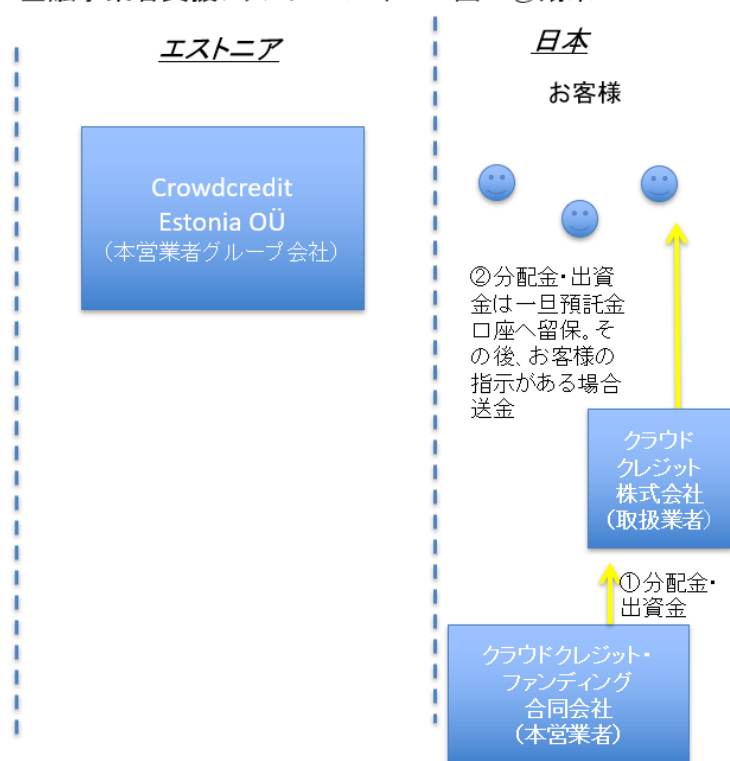 エストニア
日本
お客様
Crowdcredit
Estonia OÜ
（本営業者グループ会社）
②分配金・出資
金は一旦預託金
口座へ留保。そ
の後、お客様の
指示がある場合
送金
クラウド
クレジット
株式会社
（取扱業者）
①分配金・
出資金
クラウドクレジット・
ファンディング
合同会社
（本営業者）